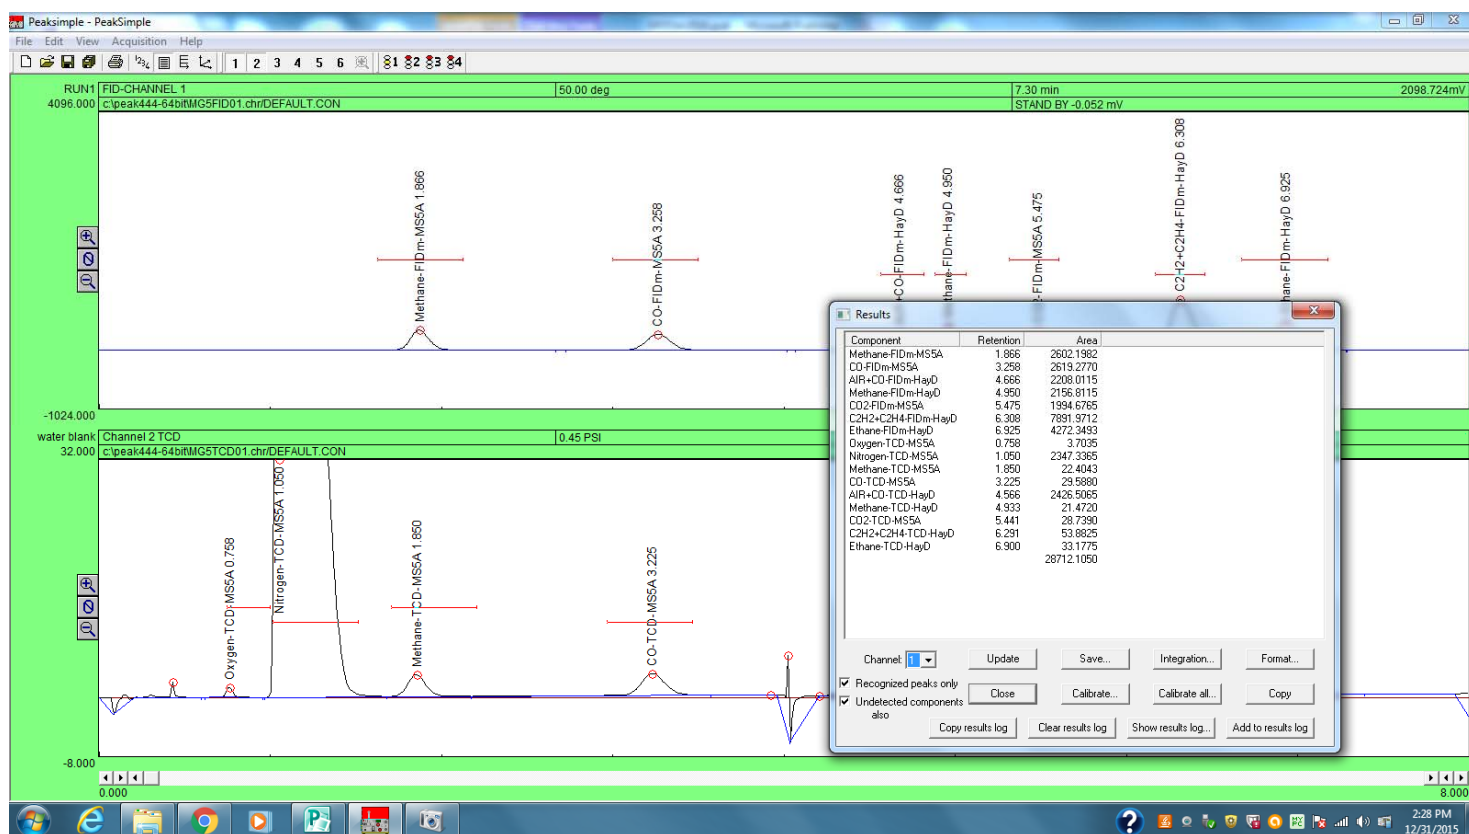 Peaksimple - PeakSimple
File Edit View Acquisition Help
1 2 3 4 5 6 81 82 83 84
RUN1 FID-CHANNEL 1 50.00 deg 7.30 min 2098.724mV
4096.000 c:\peak444-64bit\MG5FID01.chr/DEFAULT.CON STAND BY -0.052 mV
Methane-FIDm-MS5A 1.866
CO-FIDm-MS5A 3.258
+CO-FIDm-HayD 4.666
hane-FIDm-HayD 4.950
-FIDm-MS5A 5.475
C2H2+C2H4-FIDm-HayD 6.308
hane-FIDm-HayD 6.925
-1024.000
water blank Channel 2 TCD 0.45 PSI
32.000 c:\peak444-64bit\MG5TCD01.chr/DEFAULT.CON
Oxygen-TCD-MS5A 0.758
Nitrogen-TCD-MS5A 1.050
Methane-TCD-MS5A 1.850
CO-TCD-MS5A 3.225
-8.000
0.000 8.000
Results
Component Retention Area
Methane-FIDm-MS5A 1.866 2602.1982
CO-FIDm-MS5A 3.258 2619.2770
AIR+CO-FIDm-HayD 4.666 2208.0115
Methane-FIDm-HayD 4.950 2156.8115
CO2-FIDm-MS5A 5.475 1994.6765
C2H2+C2H4-FIDm-HayD 6.308 7891.9712
Ethane-FIDm-HayD 6.925 4272.3493
Oxygen-TCD-MS5A 0.758 3.7035
Nitrogen-TCD-MS5A 1.050 2347.3365
Methane-TCD-MS5A 1.850 22.4043
CO-TCD-MS5A 3.225 29.5880
AIR+CO-TCD-HayD 4.566 2426.5065
Methane-TCD-HayD 4.933 21.4720
CO2-TCD-MS5A 5.441 28.7390
C2H2+C2H4-TCD-HayD 6.291 53.8825
Ethane-TCD-HayD 6.900 33.1775
28712.1050
Channel: 1 Update Save... Integration... Format...
Recognized peaks only
Undetected components also
Close Calibrate... Calibrate all... Copy
Copy results log Clear results log Show results log... Add to results log
2:28 PM
12/31/2015